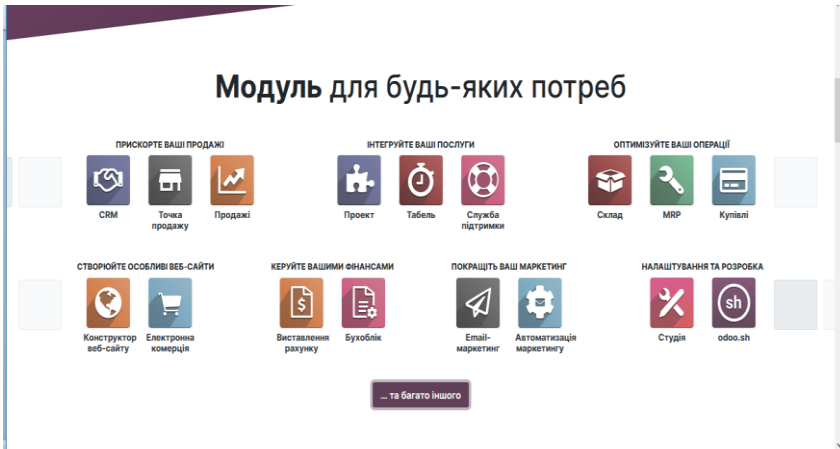 Модуль для будь-яких потреб
ПРИСКОРТЕ ВАШІ ПРОДАЖІ
CRM
Точка
продажу
Продажі
ІНТЕГРУЙТЕ ВАШІ ПОСЛУГИ
Проект
Табель
Служба
підтримки
ОПТИМІЗУЙТЕ ВАШІ ОПЕРАЦІЇ
Склад
MRP
Купівлі
СТВОРЮЙТЕ ОСОБЛИВІ ВЕБ-САЙТИ
Конструктор
веб-сайту
Електронна
комерція
КЕРУЙТЕ ВАШИМИ ФІНАНСАМИ
$
Виставлення
рахунку
Бухоблік
ПОКРАЩІТЬ ВАШ МАРКЕТИНГ
Email-
маркетинг
Автоматизація
маркетингу
НАЛАШТУВАННЯ ТА РОЗРОБКА
Студія
sh
odoo.sh
... та багато іншого